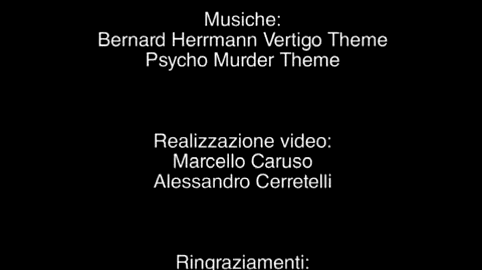 Musiche:
Bernard Herrmann Vertigo Theme
Psycho Murder Theme
Realizzazione video:
Marcello Caruso
Alessandro Cerretelli
Ringraziamenti: